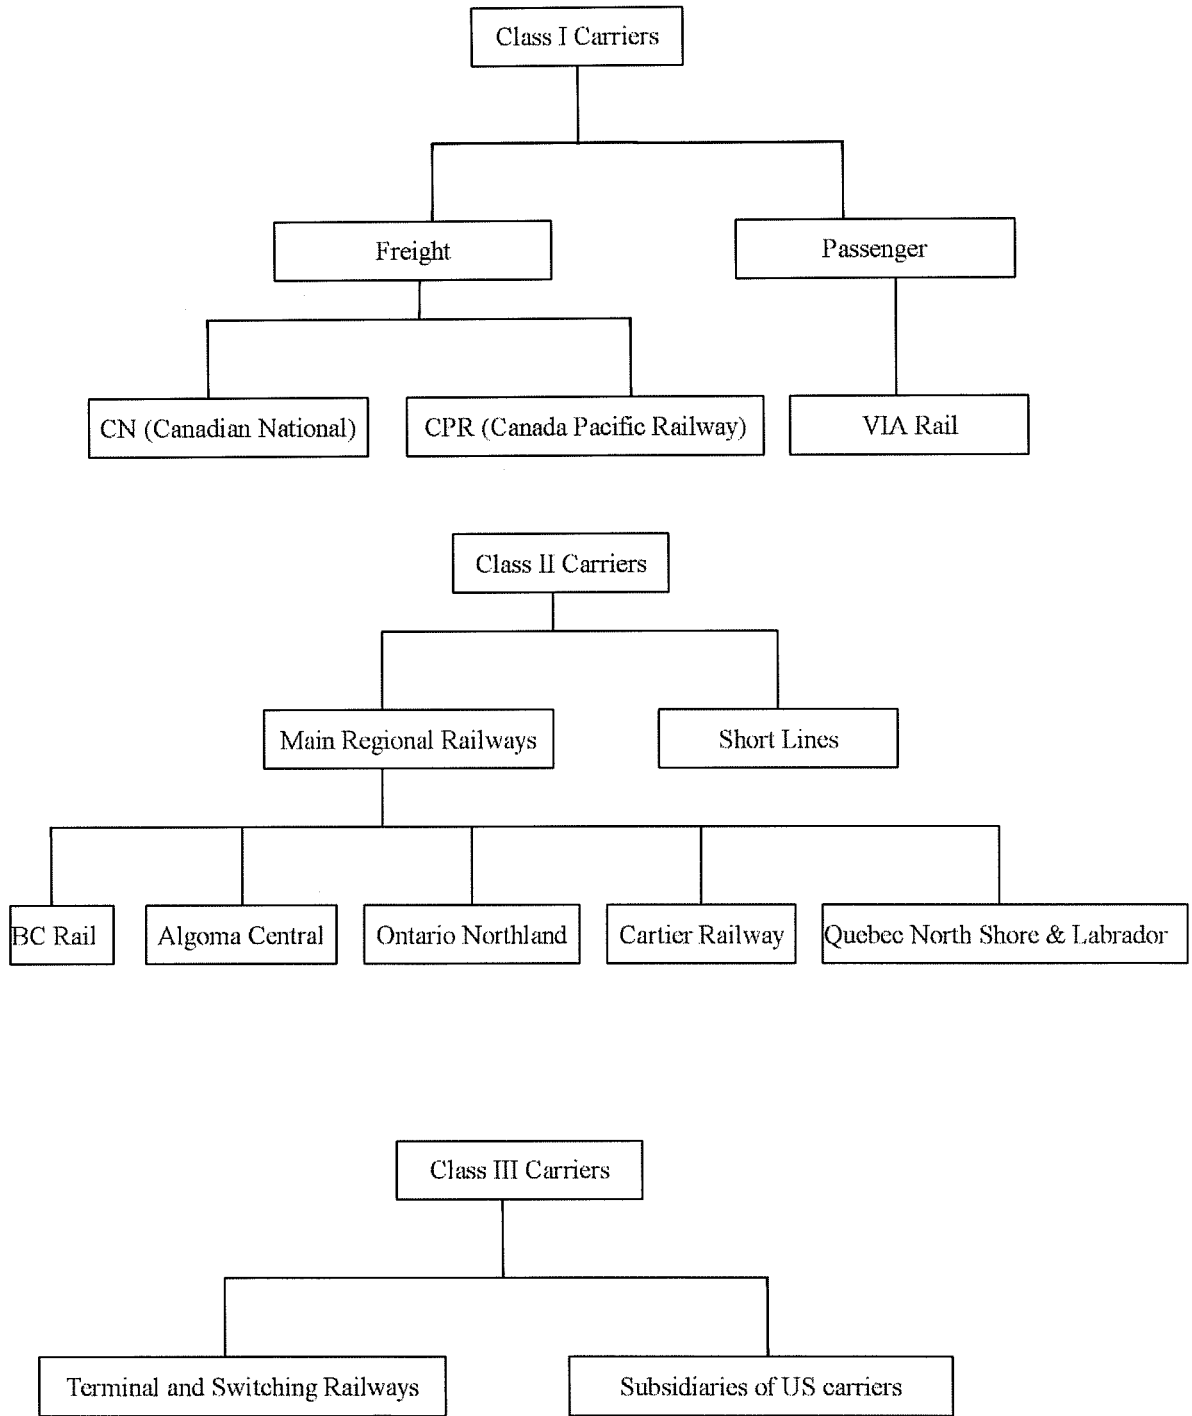 Class I Carriers
Freight
Passenger
CN (Canadian National)
CPR (Canada Pacific Railway)
VIA Rail
Class II Carriers
Main Regional Railways
Short Lines
BC Rail
Algoma Central
Ontario Northland
Cartier Railway
Quebec North Shore & Labrador
Class III Carriers
Terminal and Switching Railways
Subsidiaries of US carriers